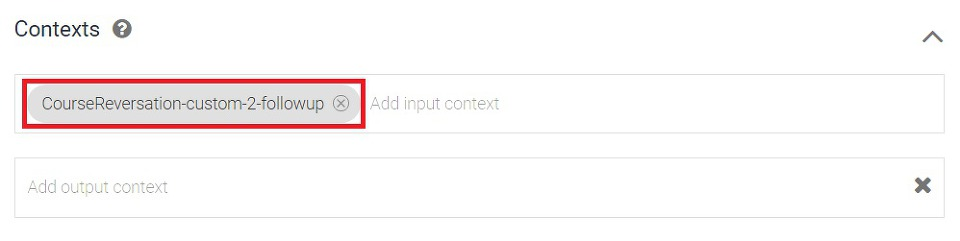 Contexts ?
CourseReversation-custom-2-followup Add input context
Add output context